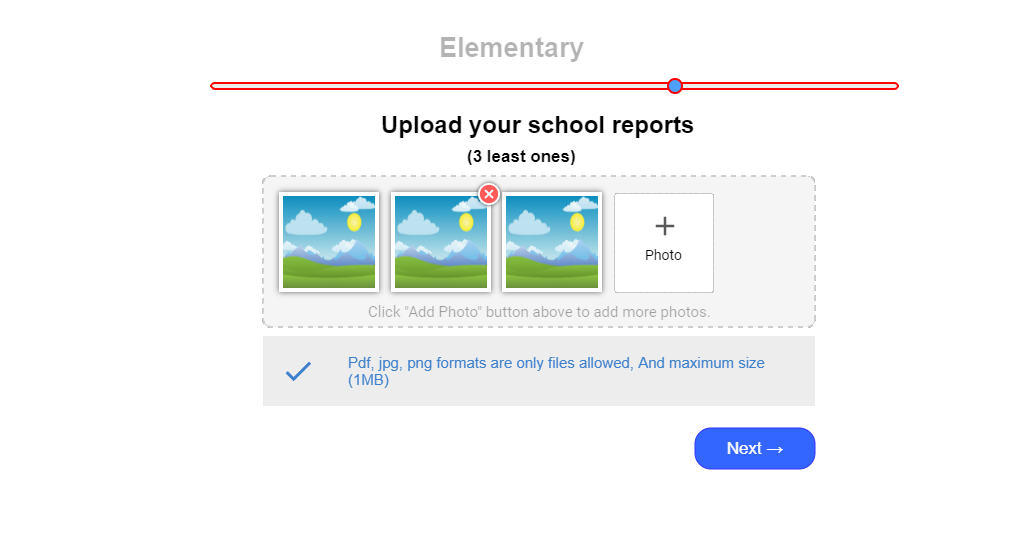 Elementary
Upload your school reports
(3 least ones)
Photo
Click "Add Photo" button above to add more photos.
Pdf, jpg, png formats are only files allowed, And maximum size
(1MB)
Next →